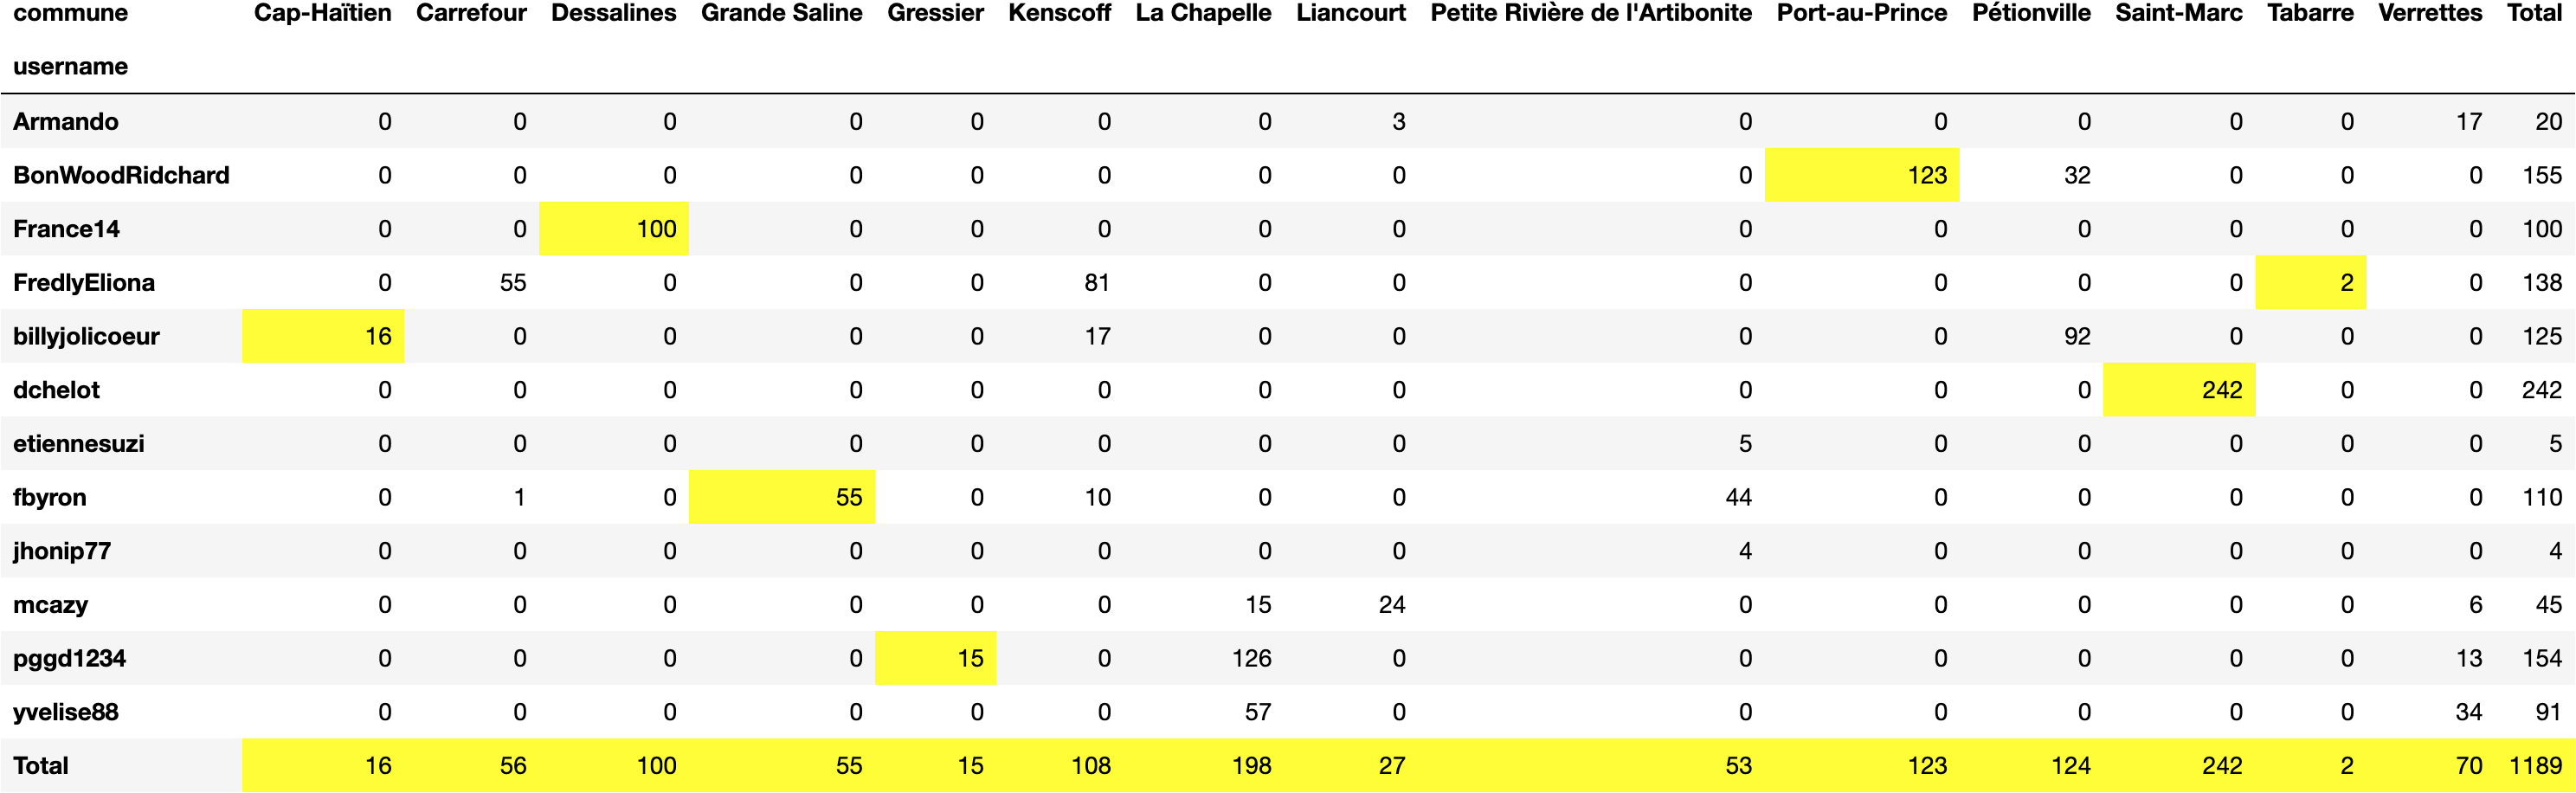 commune Cap-Haïtien Carrefour Dessalines Grande Saline Gressier Kenscoff La Chapelle Liancourt Petite Rivière de l'Artibonite Port-au-Prince Pétionville Saint-Marc Tabarre Verrettes Total
username
Armando 0 0 0 0 0 0 0 3 0 0 0 0 0 17 20
BonWoodRidchard 0 0 0 0 0 0 0 0 0 123 32 0 0 0 155
France14 0 0 100 0 0 0 0 0 0 0 0 0 0 0 100
FredlyEliona 0 55 0 0 0 81 0 0 0 0 0 0 2 0 138
billyjolicoeur 16 0 0 0 0 17 0 0 0 0 92 0 0 0 125
dchelot 0 0 0 0 0 0 0 0 0 0 0 242 0 0 242
etiennesuzi 0 0 0 0 0 0 0 0 5 0 0 0 0 0 5
fbyron 0 1 0 55 0 10 0 0 44 0 0 0 0 0 110
jhonip77 0 0 0 0 0 0 0 0 4 0 0 0 0 0 4
mcazy 0 0 0 0 0 0 15 24 0 0 0 0 0 6 45
pggd1234 0 0 0 0 15 0 126 0 0 0 0 0 0 13 154
yvelise88 0 0 0 0 0 0 57 0 0 0 0 0 0 34 91
Total 16 56 100 55 15 108 198 27 53 123 124 242 2 70 1189